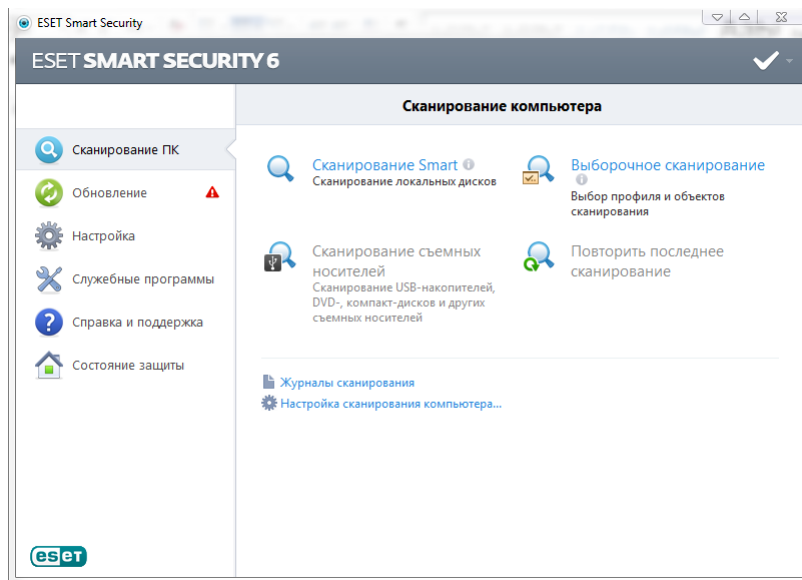 ESET Smart Security
ESET SMART SECURITY 6
Сканирование компьютера
Сканирование ПК
Обновление
Настройка
Служебные программы
Справка и поддержка
Состояние защиты
Сканирование Smart
Сканирование локальных дисков
Выборочное сканирование
Выбор профиля и объектов
сканирования
Сканирование съемных
носителей
Сканирование USB-накопителей,
DVD-, компакт-дисков и других
съемных носителей
Повторить последнее
сканирование
Журналы сканирования
Настройка сканирования компьютера...
eseT